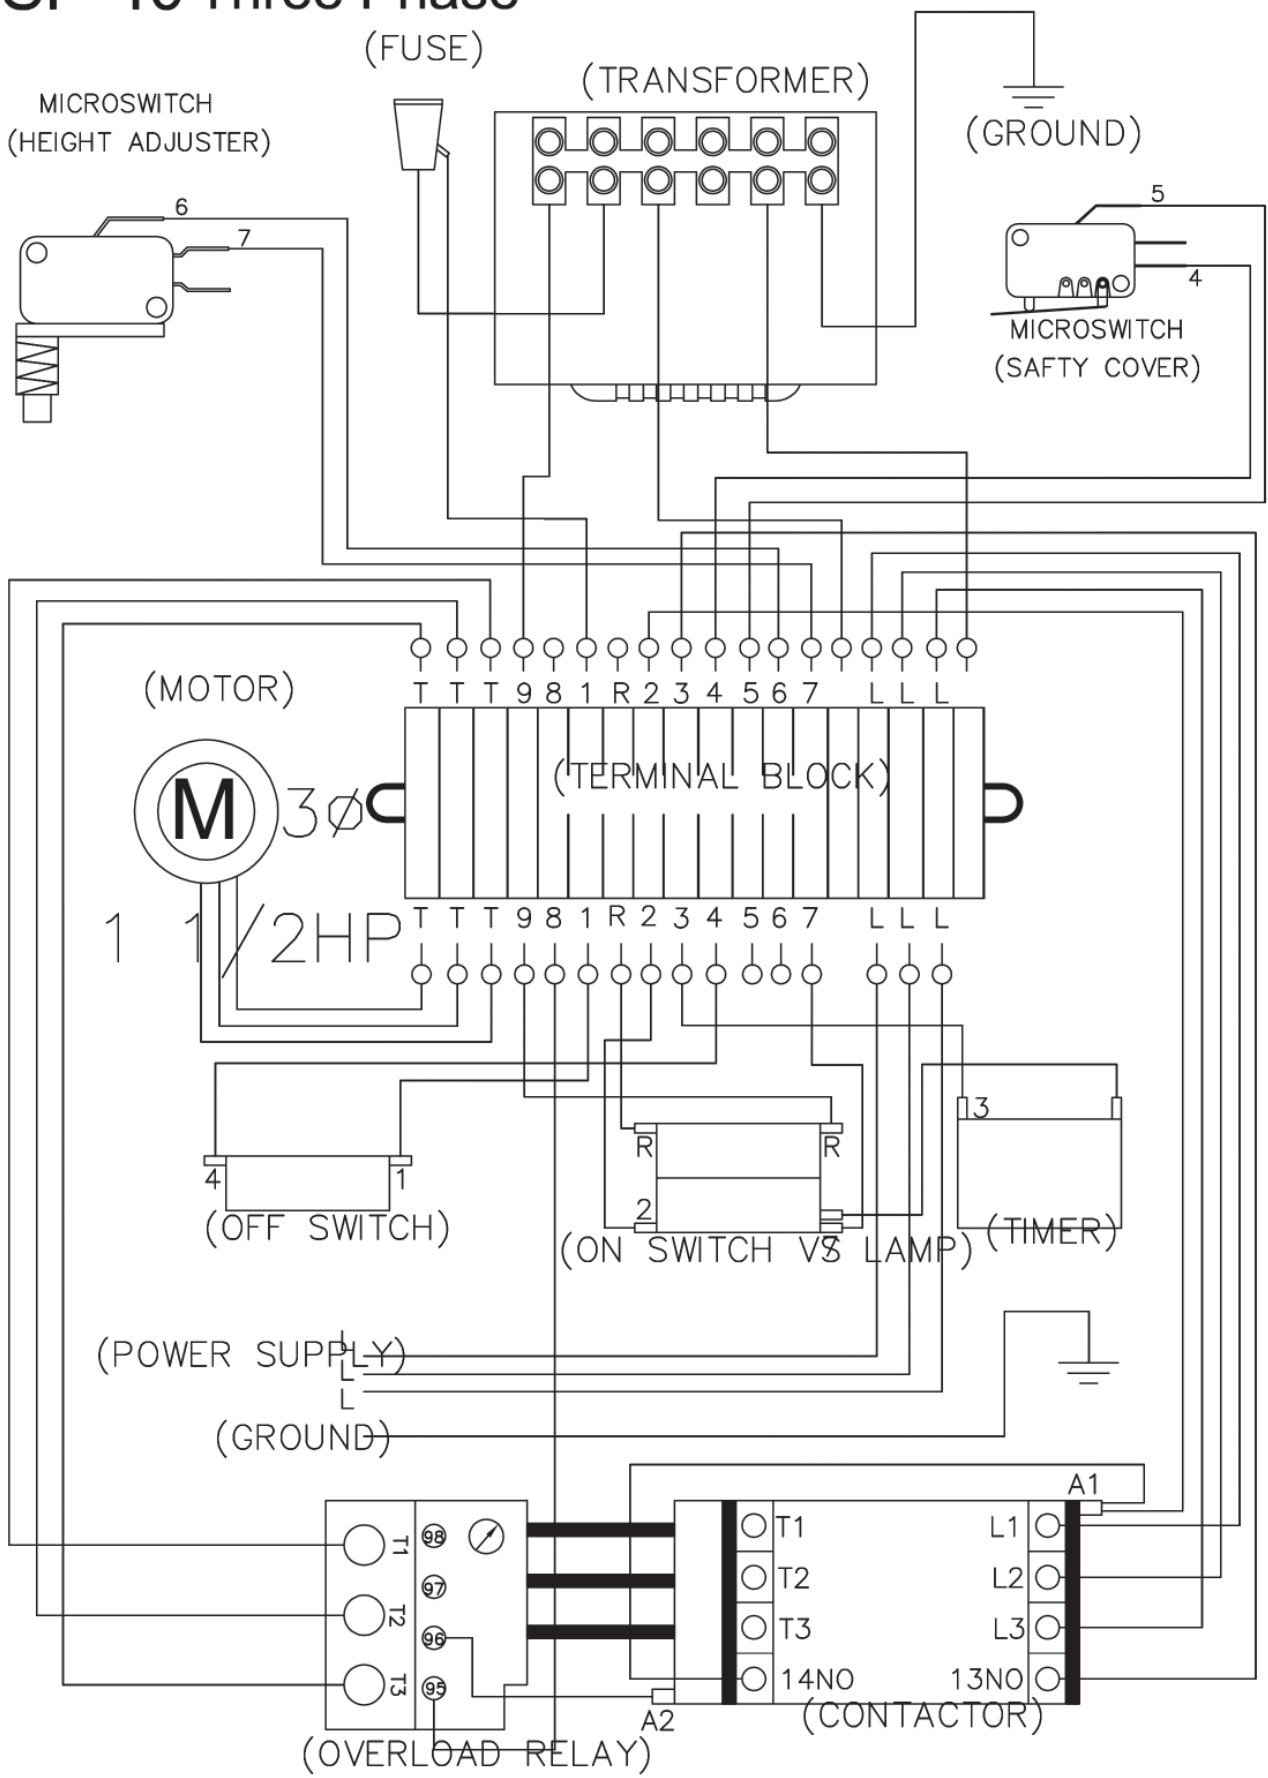 Three Phase
(FUSE)
(TRANSFORMER)
MICROSWITCH
(HEIGHT ADJUSTER)
(GROUND)
6
7
5
4
MICROSWITCH
(SAFTY COVER)
(MOTOR)
T T T 9 8 1 R 2 3 4 5 6 7 L L L
(TERMINAL BLOCK)
M 3Ø
1 1/2HP
T T T 9 8 1 R 2 3 4 5 6 7 L L L
4 1
(OFF SWITCH)
R R
2
7
(ON SWITCH VS LAMP)
3
(TIMER)
(POWER SUPPLY)
L
L
L
(GROUND)
T1
T2
T3
98
97
96
95
(OVERLOAD RELAY)
A1
T1 L1
T2 L2
T3 L3
14NO 13NO
A2
(CONTACTOR)